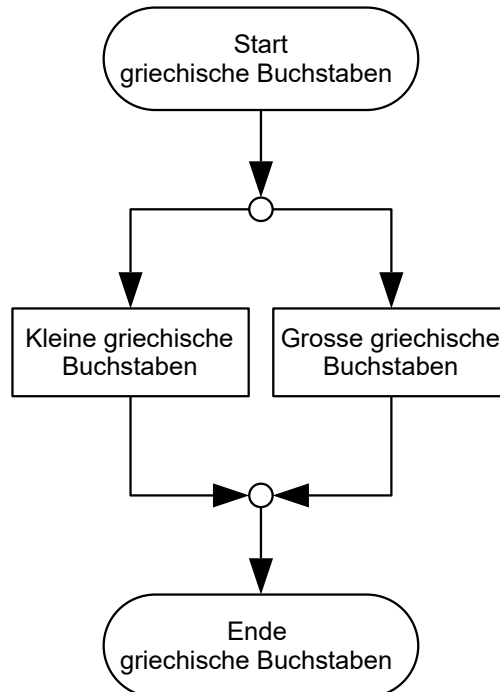 Start
griechische Buchstaben
Kleine griechische
Buchstaben
Grosse griechische
Buchstaben
Ende
griechische Buchstaben